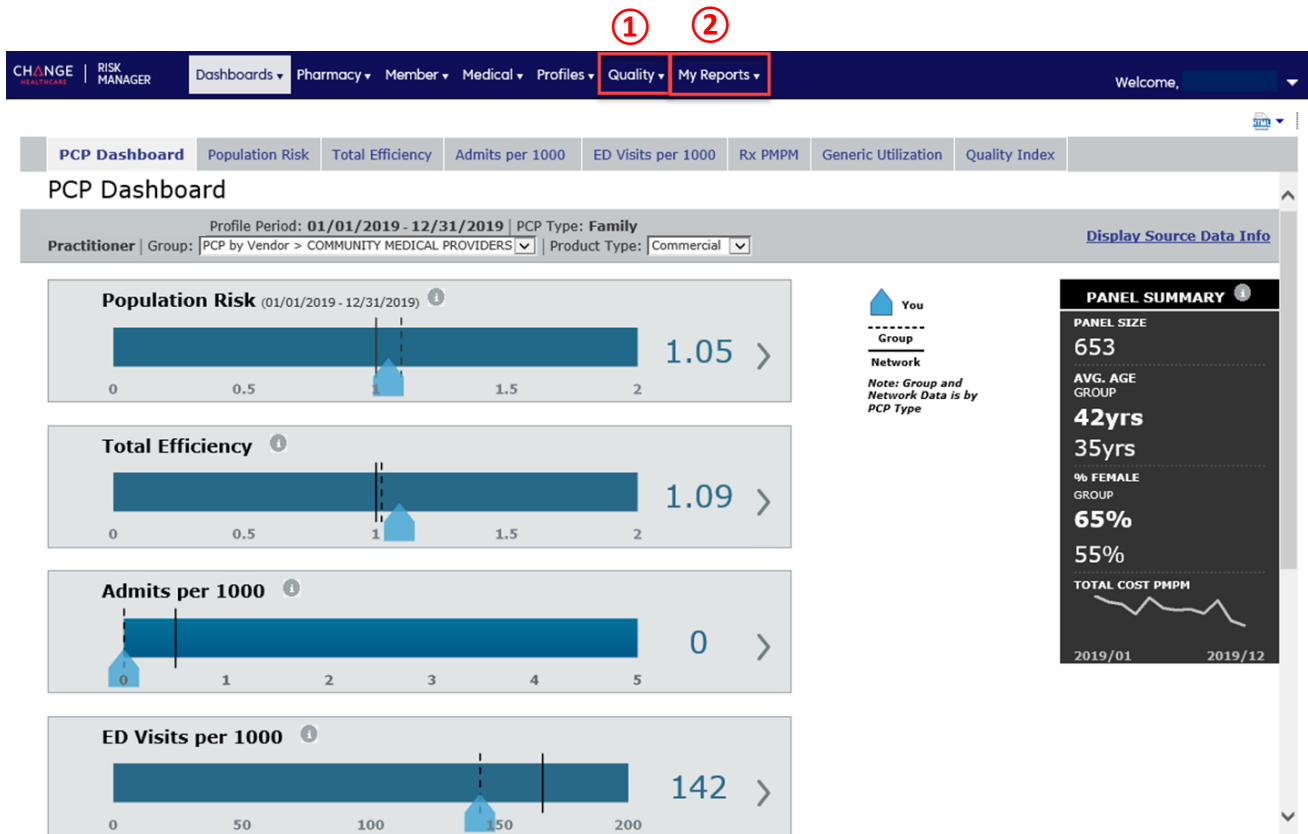 ① ②
CHANGE HEALTHCARE | RISK MANAGER Dashboards Pharmacy Member Medical Profiles Quality My Reports Welcome,
HTML
PCP Dashboard Population Risk Total Efficiency Admits per 1000 ED Visits per 1000 Rx PMPM Generic Utilization Quality Index
PCP Dashboard
Profile Period: 01/01/2019 - 12/31/2019 | PCP Type: Family
Practitioner | Group: PCP by Vendor > COMMUNITY MEDICAL PROVIDERS | Product Type: Commercial
Display Source Data Info
Population Risk (01/01/2019 - 12/31/2019)
1.05
0 0.5 1 1.5 2
Total Efficiency
1.09
0 0.5 1 1.5 2
Admits per 1000
0
0 1 2 3 4 5
ED Visits per 1000
142
0 50 100 150 200
You
Group
Network
Note: Group and
Network Data is by
PCP Type
PANEL SUMMARY
PANEL SIZE
653
AVG. AGE
GROUP
42yrs
35yrs
% FEMALE
GROUP
65%
55%
TOTAL COST PMPM
2019/01 2019/12